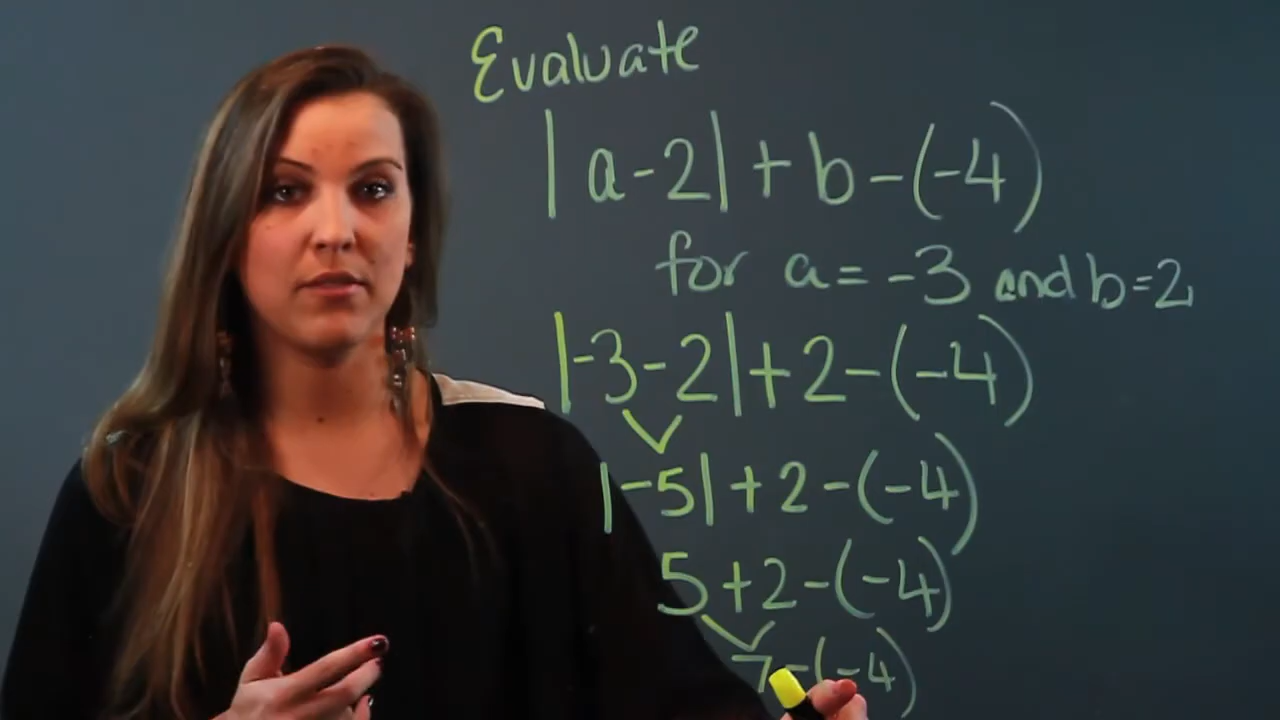 Evaluate
|a-2|+b-(-4)
for a=-3 and b=2
|-3-2|+2-(-4)
|-5|+2-(-4)
5+2-(-4)
7-(-4)